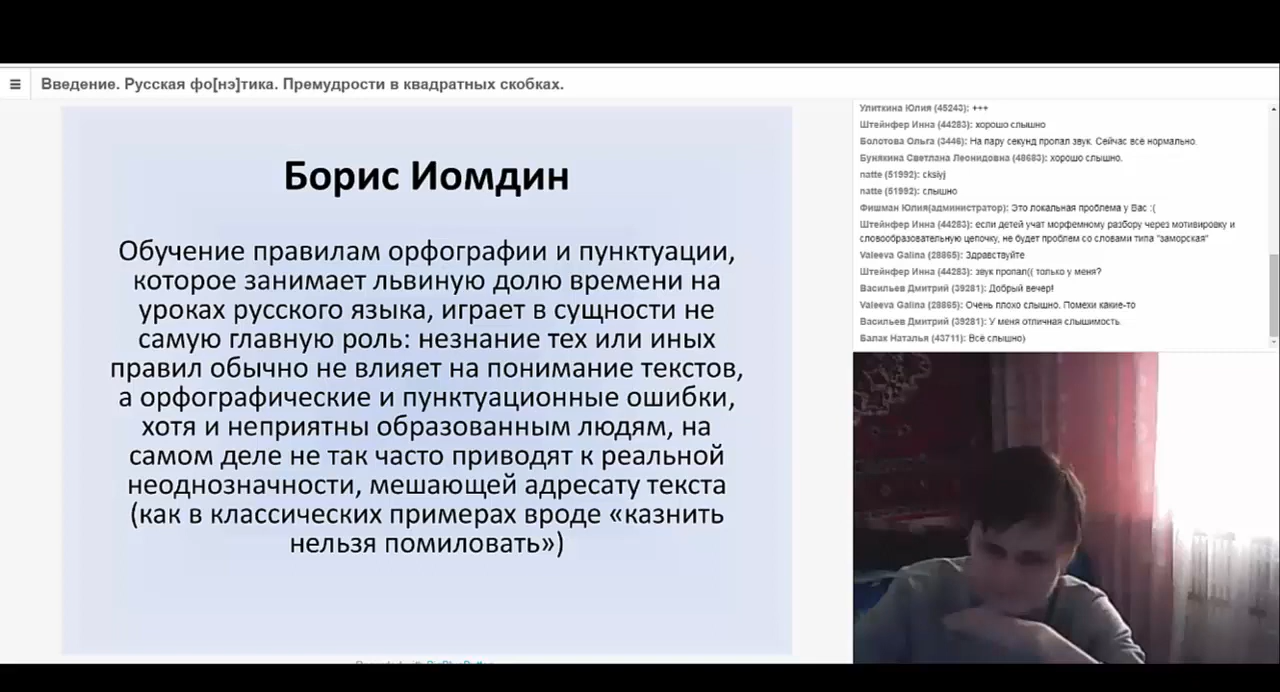 Введение. Русская фо[нэ]тика. Премудрости в квадратных скобках.
Борис Иомдин
Обучение правилам орфографии и пунктуации,
которое занимает львиную долю времени на
уроках русского языка, играет в сущности не
самую главную роль: незнание тех или иных
правил обычно не влияет на понимание текстов,
а орфографические и пунктуационные ошибки,
хотя и неприятны образованным людям, на
самом деле не так часто приводят к реальной
неоднозначности, мешающей адресату текста
(как в классических примерах вроде «казнить
нельзя помиловать»)
Улиткина Юлия (45243): +++
Штейнфер Инна (44283): хорошо слышно
Болотова Ольга (3446): На пару секунд пропал звук. Сейчас всё нормально.
Бунякина Светлана Леонидовна (48683): хорошо слышно.
natte (51992): cksiyj
natte (51992): слышно
Фишман Юлия(администратор): Это локальная проблема у Вас :(
Штейнфер Инна (44283): если детей учат морфемному разбору через мотивировку и
словообразовательную цепочку, не будет проблем со словами типа "заморская"
Valeeva Galina (28865): Здравствуйте
Штейнфер Инна (44283): звук пропал(( только у меня?
Васильев Дмитрий (39281): Добрый вечер!
Valeeva Galina (28865): Очень плохо слышно. Помехи какие-то
Васильев Дмитрий (39281): У меня отличная слышимость.
Балак Наталья (43711): Всё слышно)